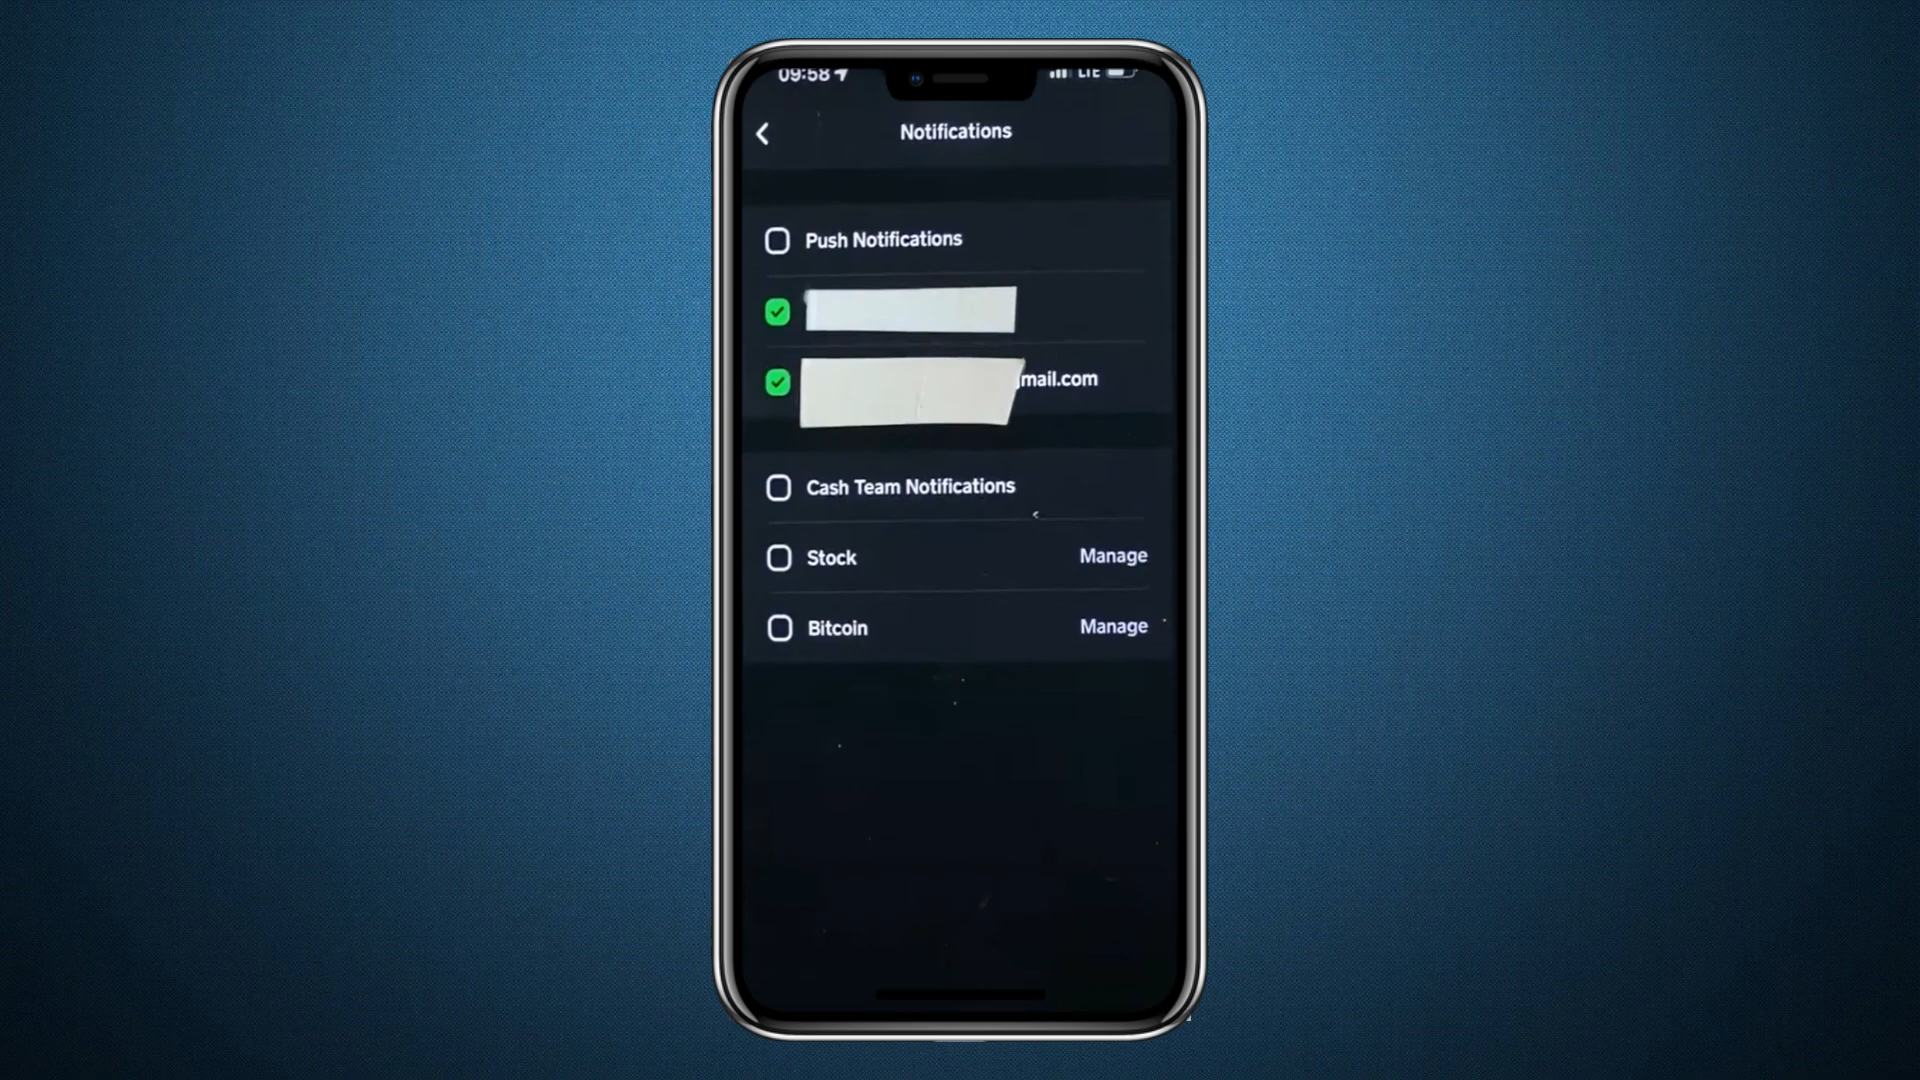 09:58 LTE
Notifications
Push Notifications
mail.com
Cash Team Notifications
Stock Manage
Bitcoin Manage